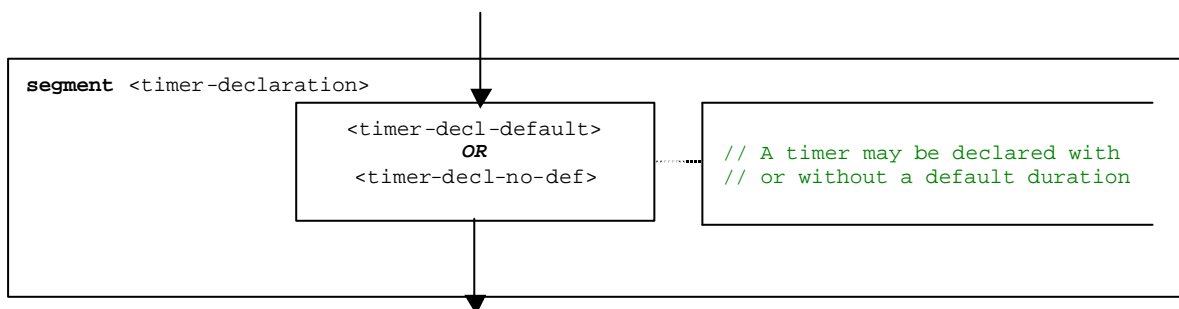 segment <timer-declaration>
<timer-decl-default>
OR
<timer-decl-no-def>
// A timer may be declared with
// or without a default duration